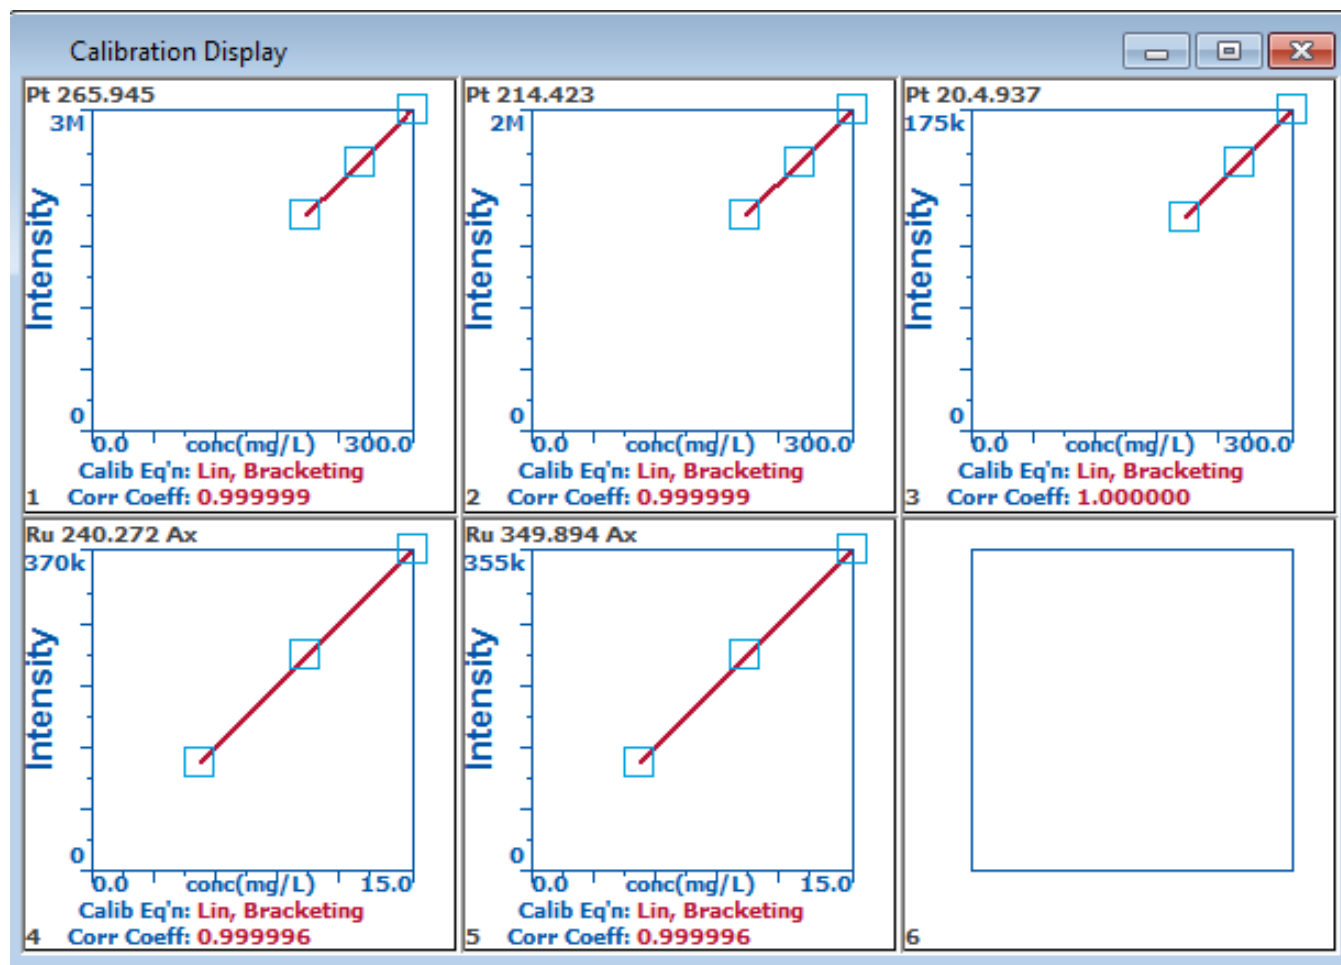 Calibration Display
Pt 265.945
3M
Intensity
0
0.0 conc(mg/L) 300.0
Calib Eq'n: Lin, Bracketing
1 Corr Coeff: 0.999999
Pt 214.423
2M
Intensity
0
0.0 conc(mg/L) 300.0
Calib Eq'n: Lin, Bracketing
2 Corr Coeff: 0.999999
Pt 20.4.937
175k
Intensity
0
0.0 conc(mg/L) 300.0
Calib Eq'n: Lin, Bracketing
3 Corr Coeff: 1.000000
Ru 240.272 Ax
370k
Intensity
0
0.0 conc(mg/L) 15.0
Calib Eq'n: Lin, Bracketing
4 Corr Coeff: 0.999996
Ru 349.894 Ax
355k
Intensity
0
0.0 conc(mg/L) 15.0
Calib Eq'n: Lin, Bracketing
5 Corr Coeff: 0.999996
6